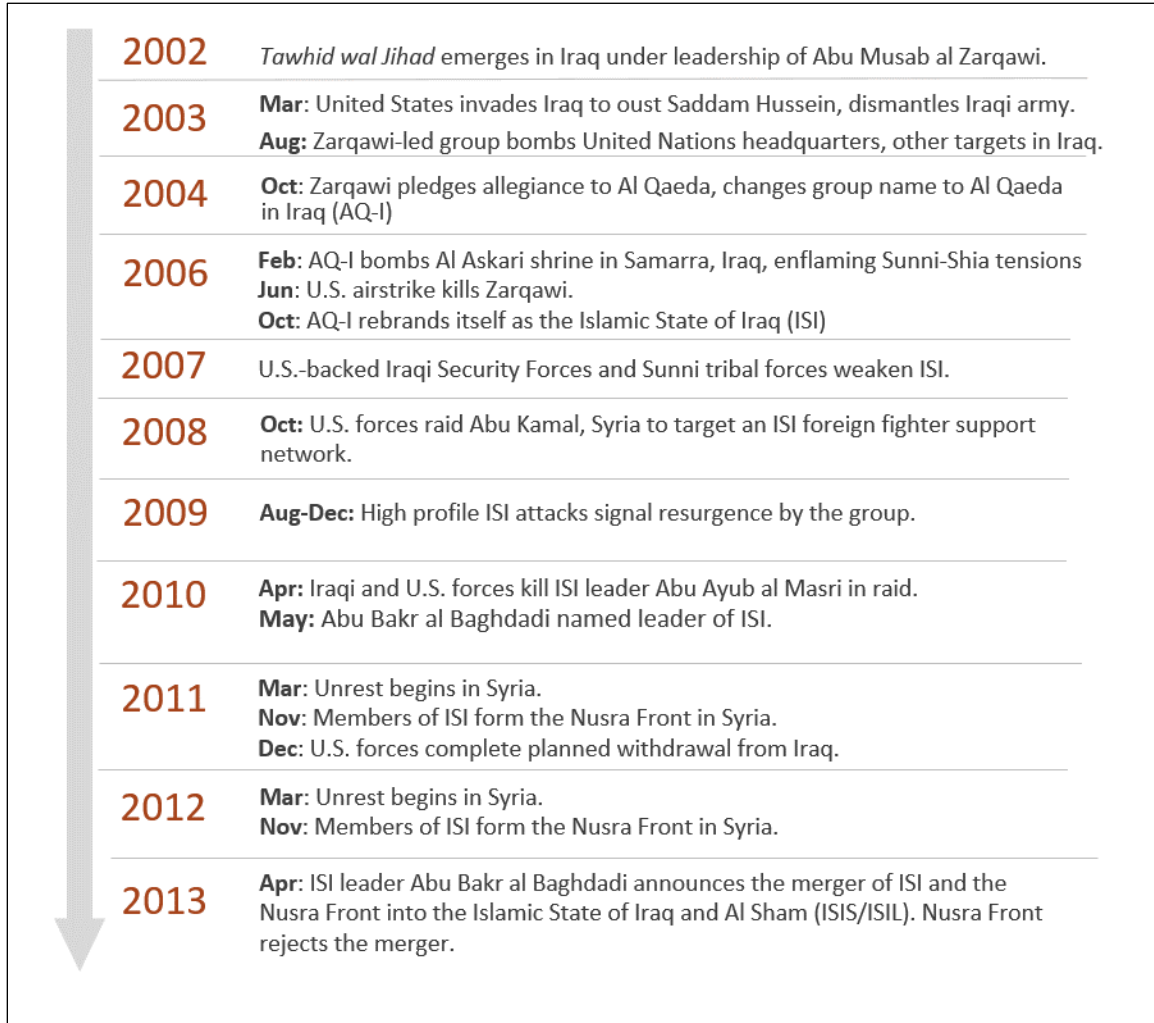 2002
Tawhid wal Jihad emerges in Iraq under leadership of Abu Musab al Zarqawi.
2003
Mar: United States invades Iraq to oust Saddam Hussein, dismantles Iraqi army.
Aug: Zarqawi-led group bombs United Nations headquarters, other targets in Iraq.
2004
Oct: Zarqawi pledges allegiance to Al Qaeda, changes group name to Al Qaeda
in Iraq (AQ-I)
2006
Feb: AQ-I bombs Al Askari shrine in Samarra, Iraq, enflaming Sunni-Shia tensions
Jun: U.S. airstrike kills Zarqawi.
Oct: AQ-I rebrands itself as the Islamic State of Iraq (ISI)
2007
U.S.-backed Iraqi Security Forces and Sunni tribal forces weaken ISI.
2008
Oct: U.S. forces raid Abu Kamal, Syria to target an ISI foreign fighter support
network.
2009
Aug-Dec: High profile ISI attacks signal resurgence by the group.
2010
Apr: Iraqi and U.S. forces kill ISI leader Abu Ayub al Masri in raid.
May: Abu Bakr al Baghdadi named leader of ISI.
2011
Mar: Unrest begins in Syria.
Nov: Members of ISI form the Nusra Front in Syria.
Dec: U.S. forces complete planned withdrawal from Iraq.
2012
Mar: Unrest begins in Syria.
Nov: Members of ISI form the Nusra Front in Syria.
2013
Apr: ISI leader Abu Bakr al Baghdadi announces the merger of ISI and the
Nusra Front into the Islamic State of Iraq and Al Sham (ISIS/ISIL). Nusra Front
rejects the merger.